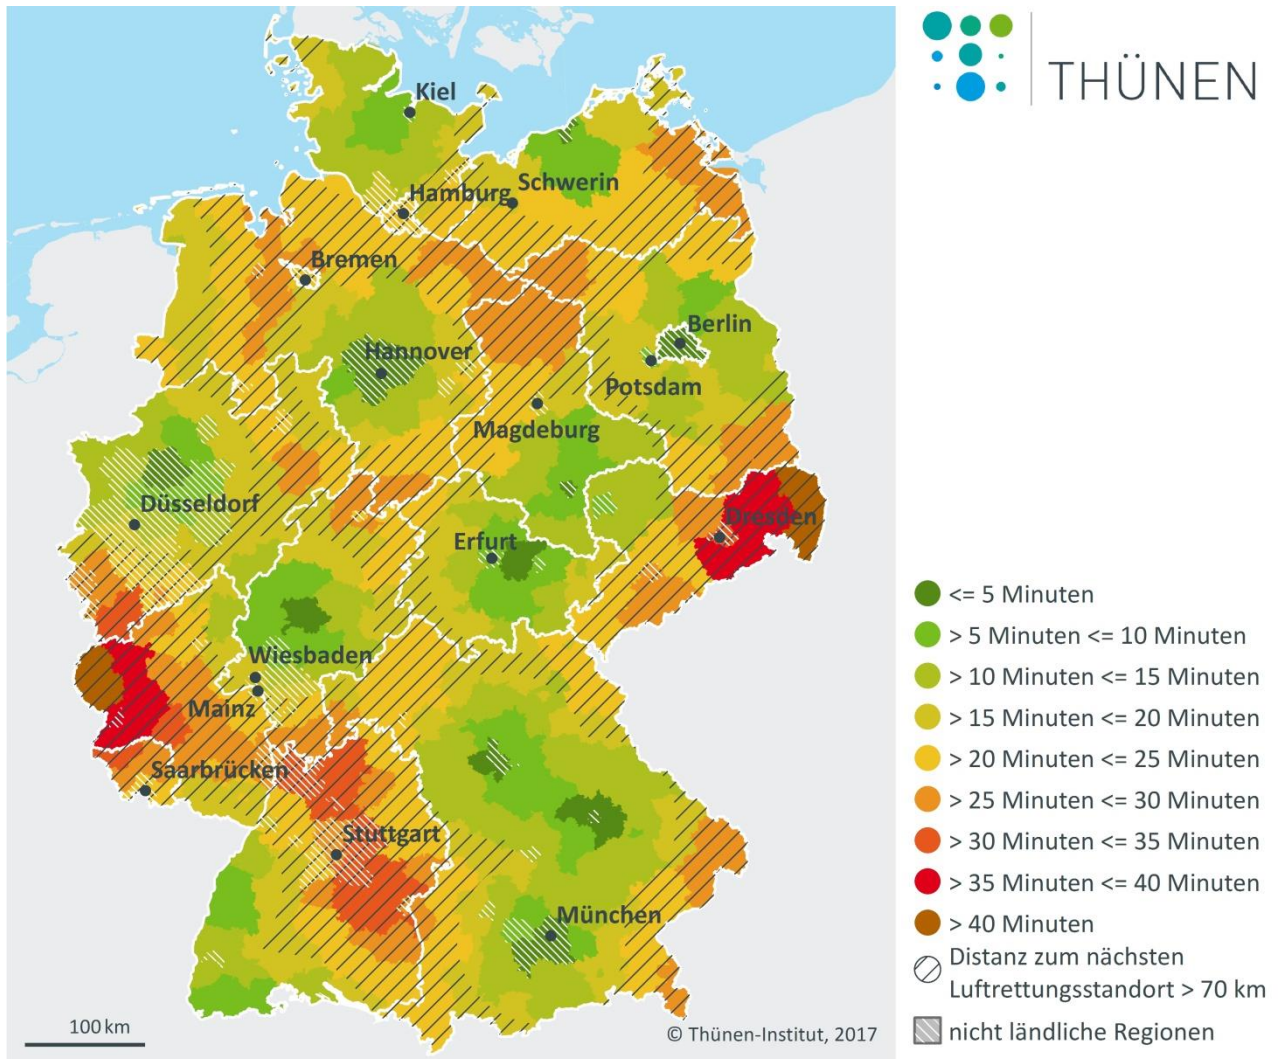 THÜNEN
Kiel
Schwerin
Hamburg
Bremen
Berlin
Hannover
Potsdam
Magdeburg
Düsseldorf
Dresden
Erfurt
Wiesbaden
Mainz
Saarbrücken
Stuttgart
München
<= 5 Minuten
> 5 Minuten <= 10 Minuten
> 10 Minuten <= 15 Minuten
> 15 Minuten <= 20 Minuten
> 20 Minuten <= 25 Minuten
> 25 Minuten <= 30 Minuten
> 30 Minuten <= 35 Minuten
> 35 Minuten <= 40 Minuten
> 40 Minuten
Distanz zum nächsten
Luftrettungsstandort > 70 km
nicht ländliche Regionen
100 km
© Thünen-Institut, 2017